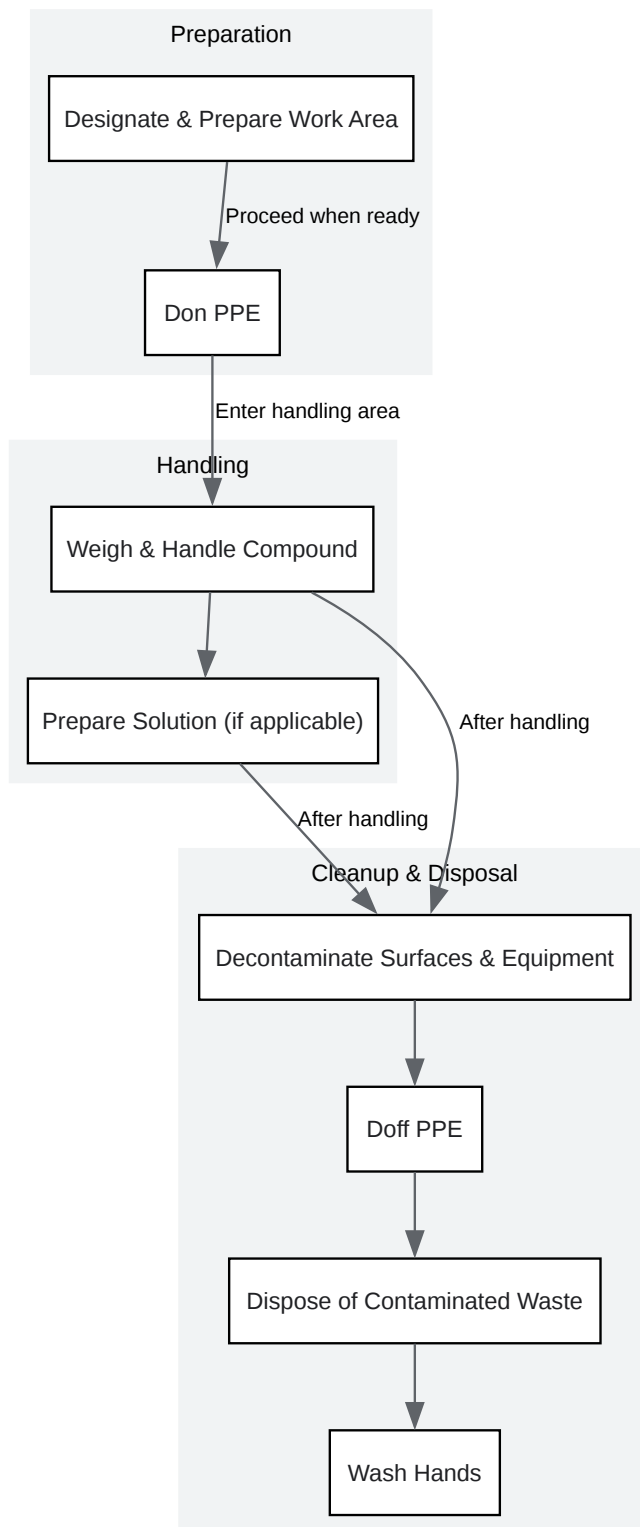 Preparation
Designate & Prepare Work Area
Proceed when ready
Don PPE
Enter handling area
Handling
Weigh & Handle Compound
Prepare Solution (if applicable)
After handling
After handling
Cleanup & Disposal
Decontaminate Surfaces & Equipment
Doff PPE
Dispose of Contaminated Waste
Wash Hands